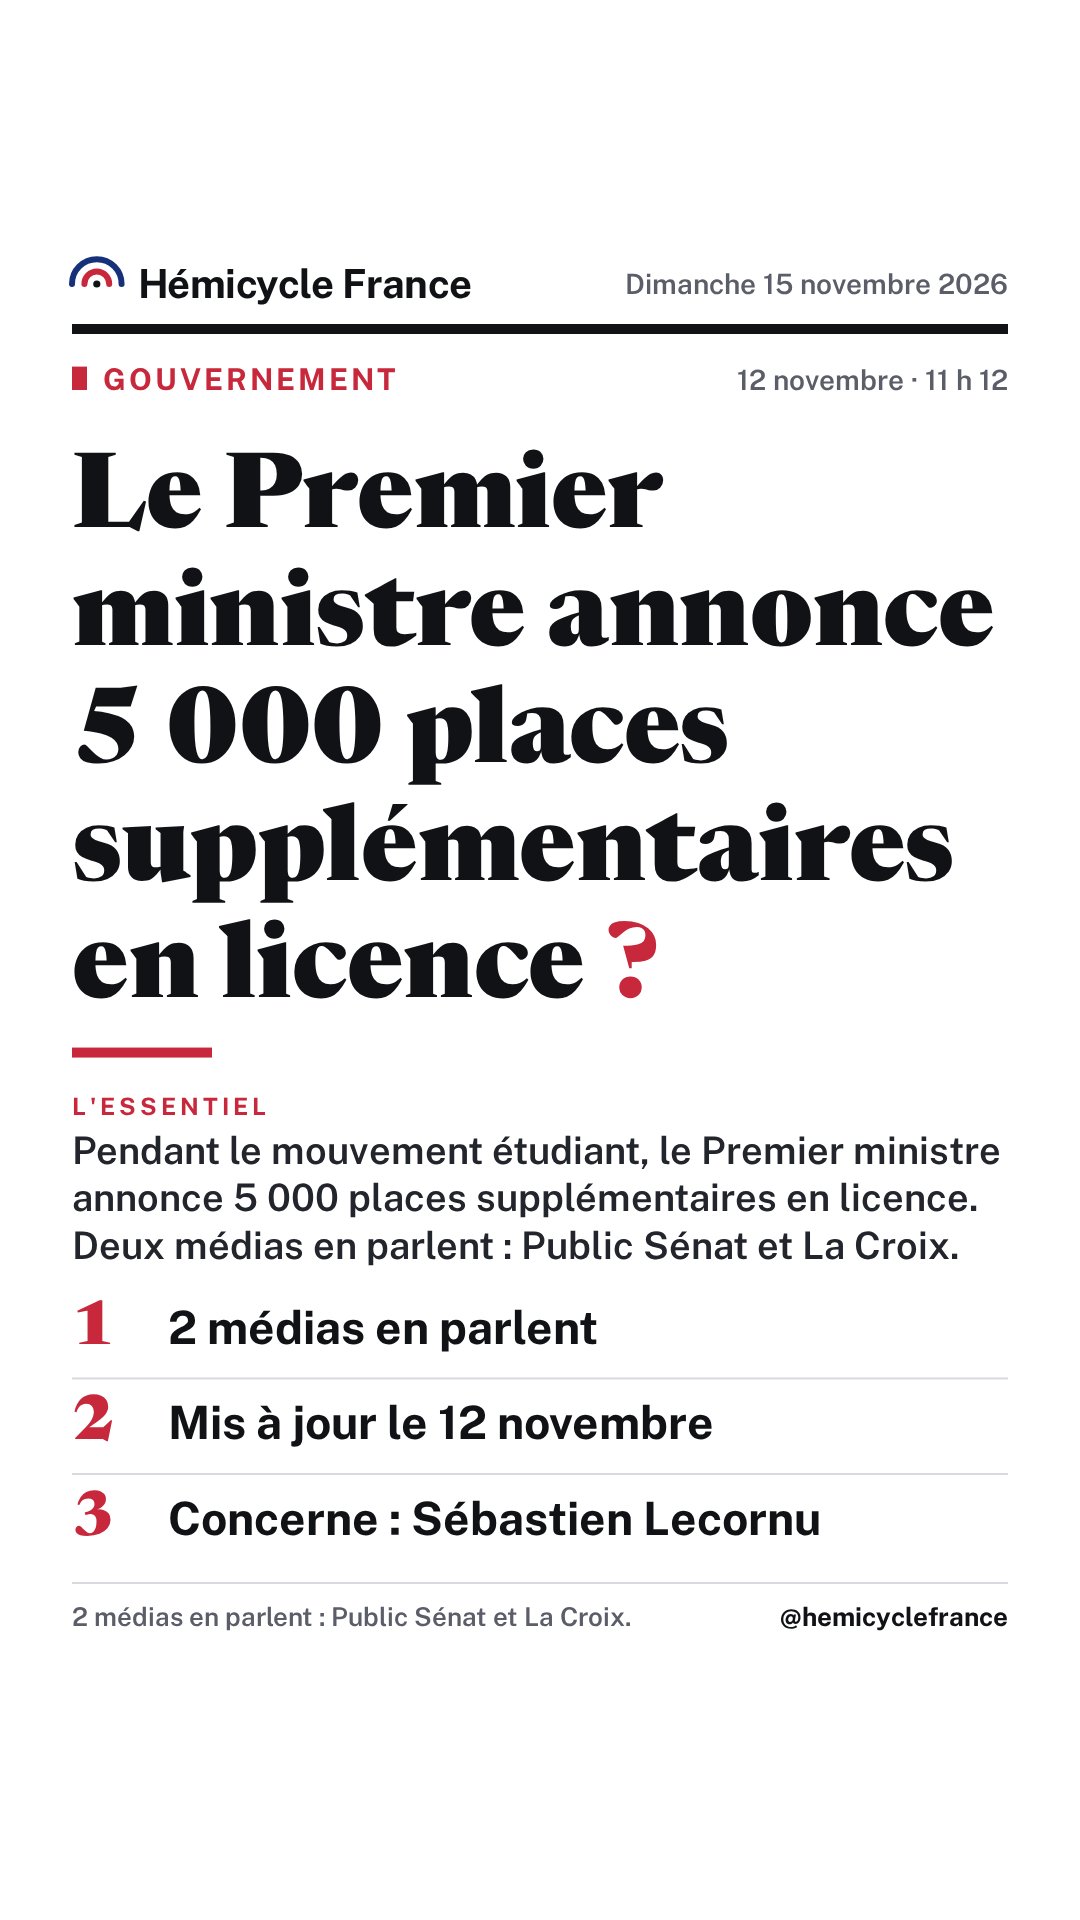 Hémicycle France
Dimanche 15 novembre 2026
GOUVERNEMENT
12 novembre · 11 h 12
Le Premier
ministre annonce
5 000 places
supplémentaires
en licence ?
L'ESSENTIEL
Pendant le mouvement étudiant, le Premier ministre
annonce 5 000 places supplémentaires en licence.
Deux médias en parlent : Public Sénat et La Croix.
1 2 médias en parlent
2 Mis à jour le 12 novembre
3 Concerne : Sébastien Lecornu
2 médias en parlent : Public Sénat et La Croix.
@hemicyclefrance